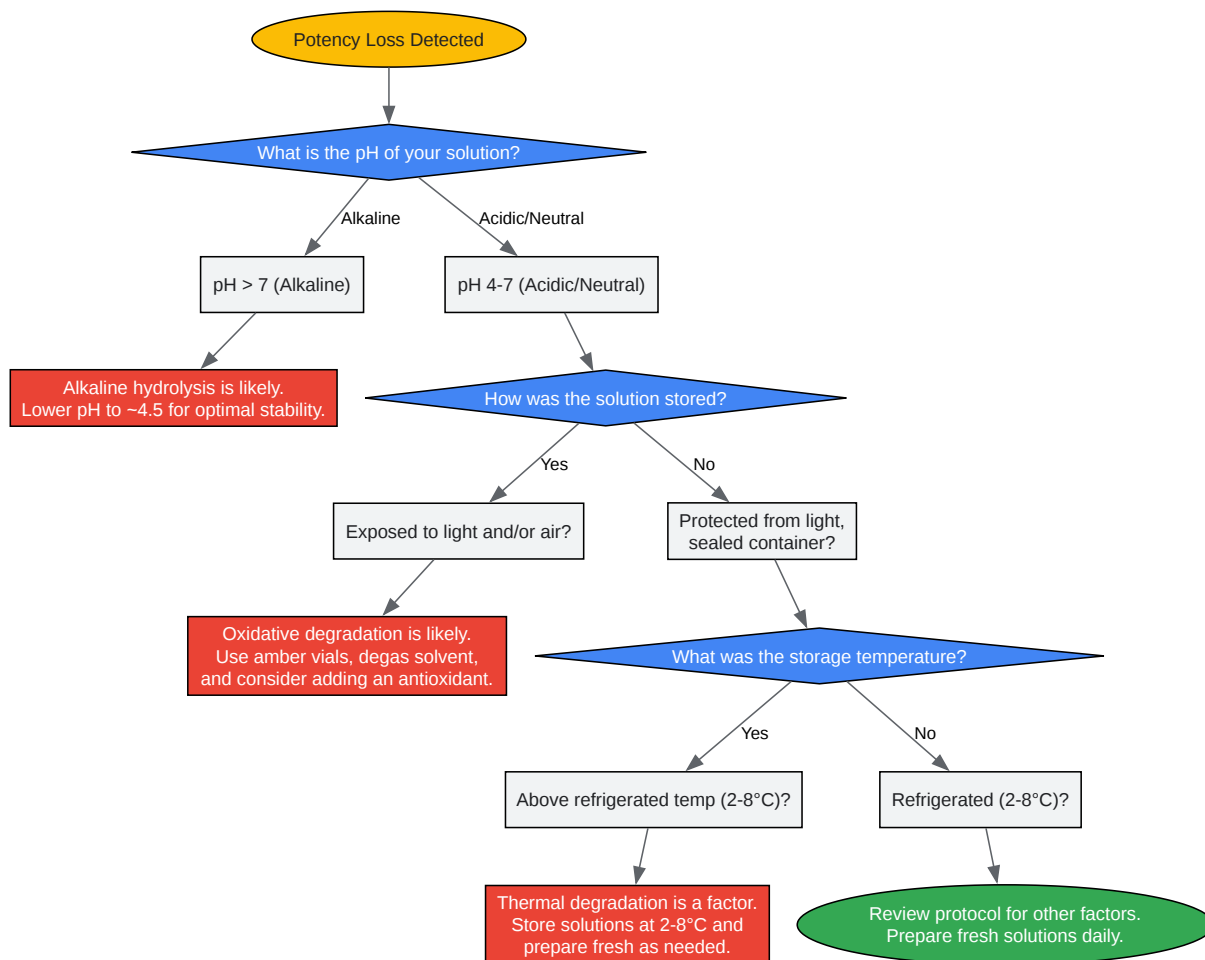 Potency Loss Detected
What is the pH of your solution?
Alkaline
Acidic/Neutral
pH > 7 (Alkaline)
pH 4-7 (Acidic/Neutral)
Alkaline hydrolysis is likely.
Lower pH to ~4.5 for optimal stability.
How was the solution stored?
Yes
No
Exposed to light and/or air?
Protected from light,
sealed container?
Oxidative degradation is likely.
Use amber vials, degas solvent,
and consider adding an antioxidant.
What was the storage temperature?
Yes
No
Above refrigerated temp (2-8°C)?
Refrigerated (2-8°C)?
Thermal degradation is a factor.
Store solutions at 2-8°C and
prepare fresh as needed.
Review protocol for other factors.
Prepare fresh solutions daily.